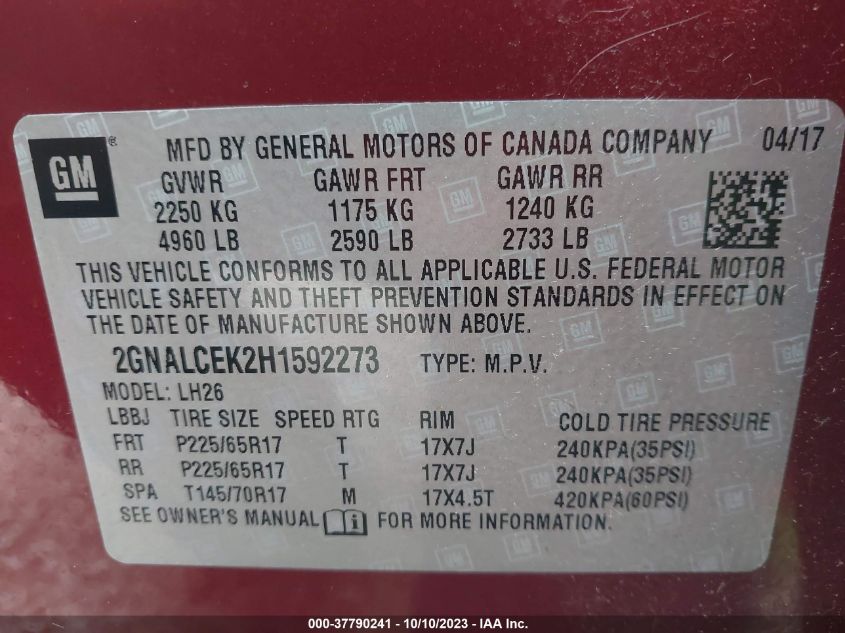 GM® MFD BY GENERAL MOTORS OF CANADA COMPANY 04/17
GVWR GAWR FRT GAWR RR
2250 KG 1175 KG 1240 KG
4960 LB 2590 LB 2733 LB
THIS VEHICLE CONFORMS TO ALL APPLICABLE U.S. FEDERAL MOTOR
VEHICLE SAFETY AND THEFT PREVENTION STANDARDS IN EFFECT ON
THE DATE OF MANUFACTURE SHOWN ABOVE.
2GNALCEK2H1592273 TYPE: M.P.V.
MODEL: LH26
LBBJ TIRE SIZE SPEED RTG RIM COLD TIRE PRESSURE
FRT P225/65R17 T 17X7J 240KPA(35PSI)
RR P225/65R17 T 17X7J 240KPA(35PSI)
SPA T145/70R17 M 17X4.5T 420KPA(60PSI)
SEE OWNER'S MANUAL i FOR MORE INFORMATION.
000-37790241 - 10/10/2023 - © IAA Inc.